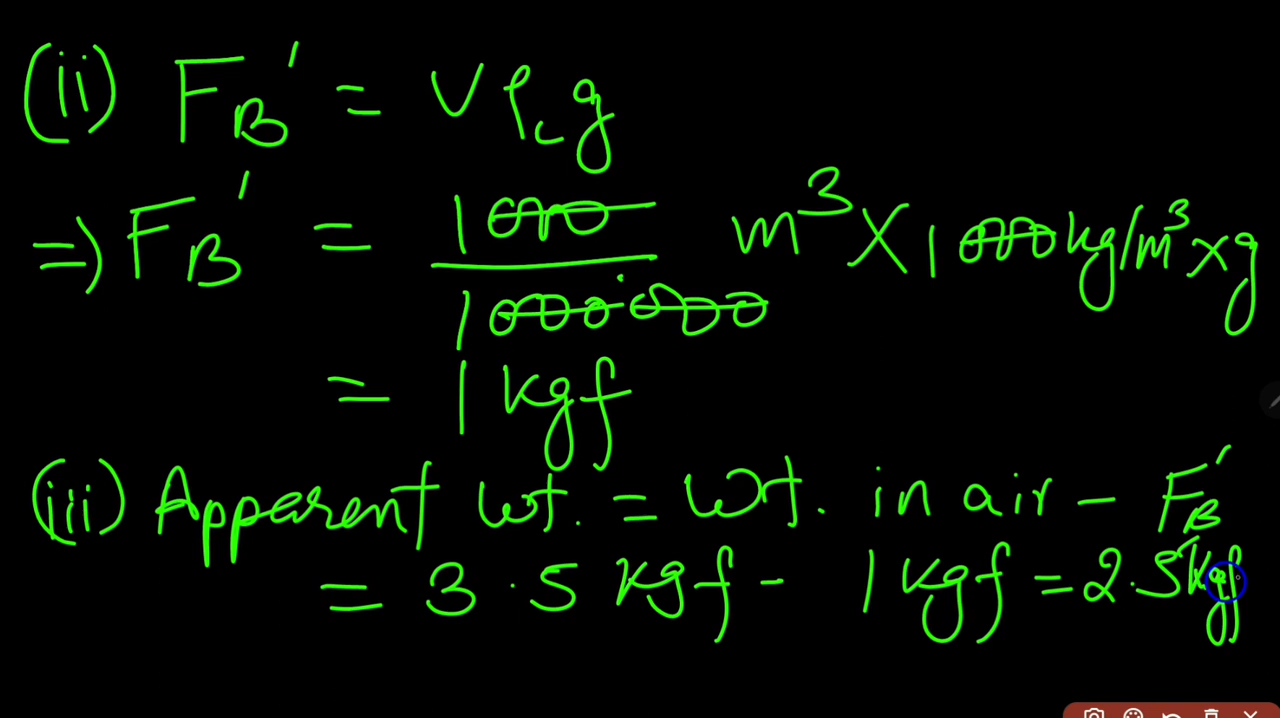 (ii) F_B' = V ρ_L g
=> F_B' = 1000/1000000 m³ X 1000 kg/m³ x g
= 1 kgf
(iii) Apparent wt. = Wt. in air - F_B'
= 3.5 kgf - 1 kgf = 2.5 kgf